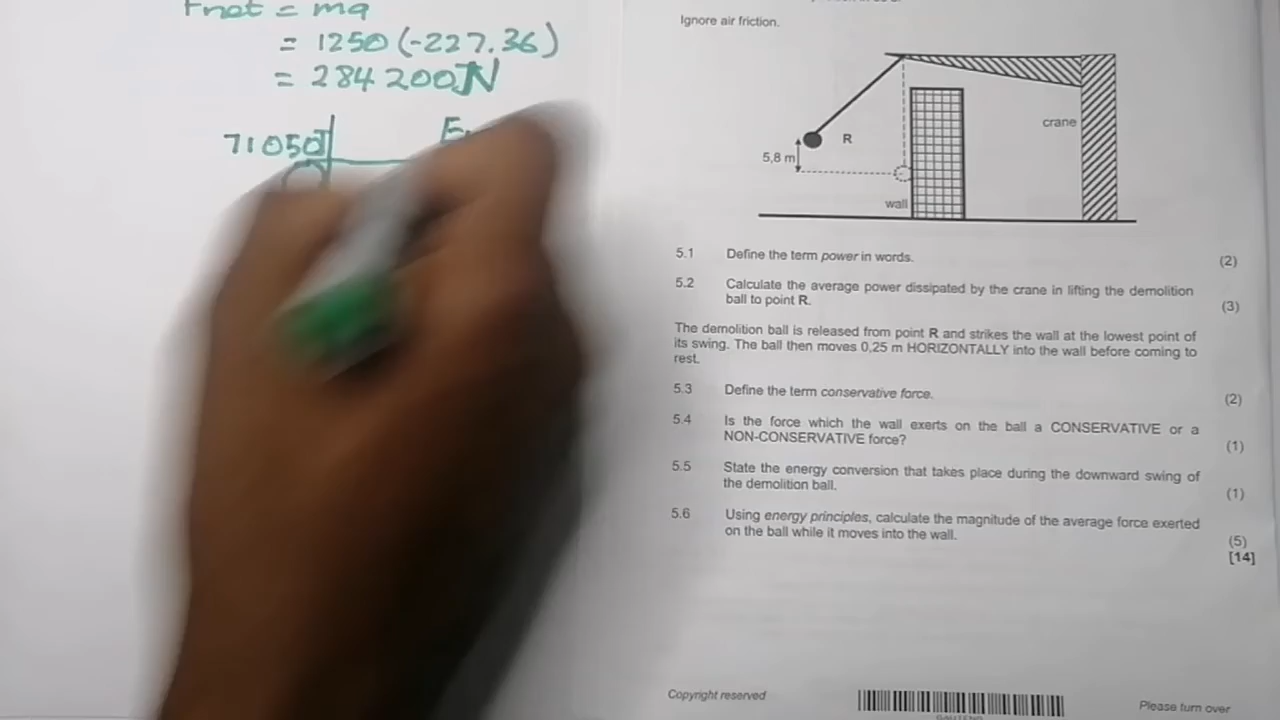 Fnet = ma
= 1250 (-227.36)
= 284 200N
71050J
Ignore air friction.
crane
R
5,8 m
wall
5.1 Define the term power in words. (2)
5.2 Calculate the average power dissipated by the crane in lifting the demolition
ball to point R. (3)
The demolition ball is released from point R and strikes the wall at the lowest point of
its swing. The ball then moves 0,25 m HORIZONTALLY into the wall before coming to
rest.
5.3 Define the term conservative force. (2)
5.4 Is the force which the wall exerts on the ball a CONSERVATIVE or a
NON-CONSERVATIVE force? (1)
5.5 State the energy conversion that takes place during the downward swing of
the demolition ball. (1)
5.6 Using energy principles, calculate the magnitude of the average force exerted
on the ball while it moves into the wall. (5)
[14]
Copyright reserved
Please turn over